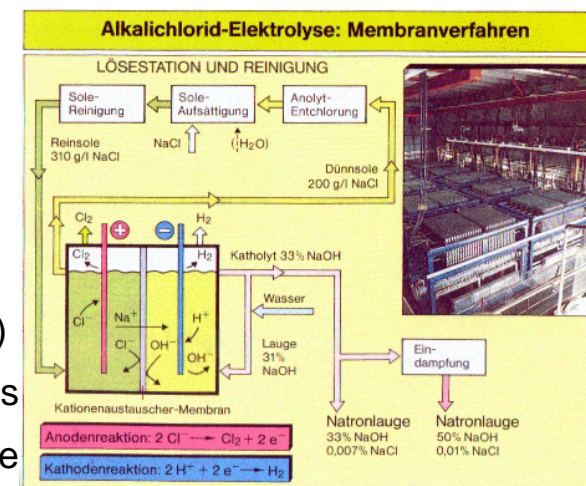 Alkalichlorid-Elektrolyse: Membranverfahren
LÖSESTATION UND REINIGUNG
Sole-
Reinigung
Sole-
Aufsättigung
Anolyt-
Entchlorung
Reinsole
310 g/l NaCl
NaCl
(H₂O)
Dünnsole
200 g/l NaCl
Cl₂
+
−
H₂
Cl₂
H₂
Katholyt 33% NaOH
Wasser
Cl⁻
Na⁺
H⁺
Cl⁻
OH⁻
OH⁻
Lauge
31%
NaOH
Ein-
dampfung
Kationenaustauscher-Membran
Natronlauge
33% NaOH
0,007% NaCl
Natronlauge
50% NaOH
0,01% NaCl
Anodenreaktion: 2 Cl⁻ → Cl₂ + 2 e⁻
Kathodenreaktion: 2 H⁺ + 2 e⁻ → H₂
)
s
e